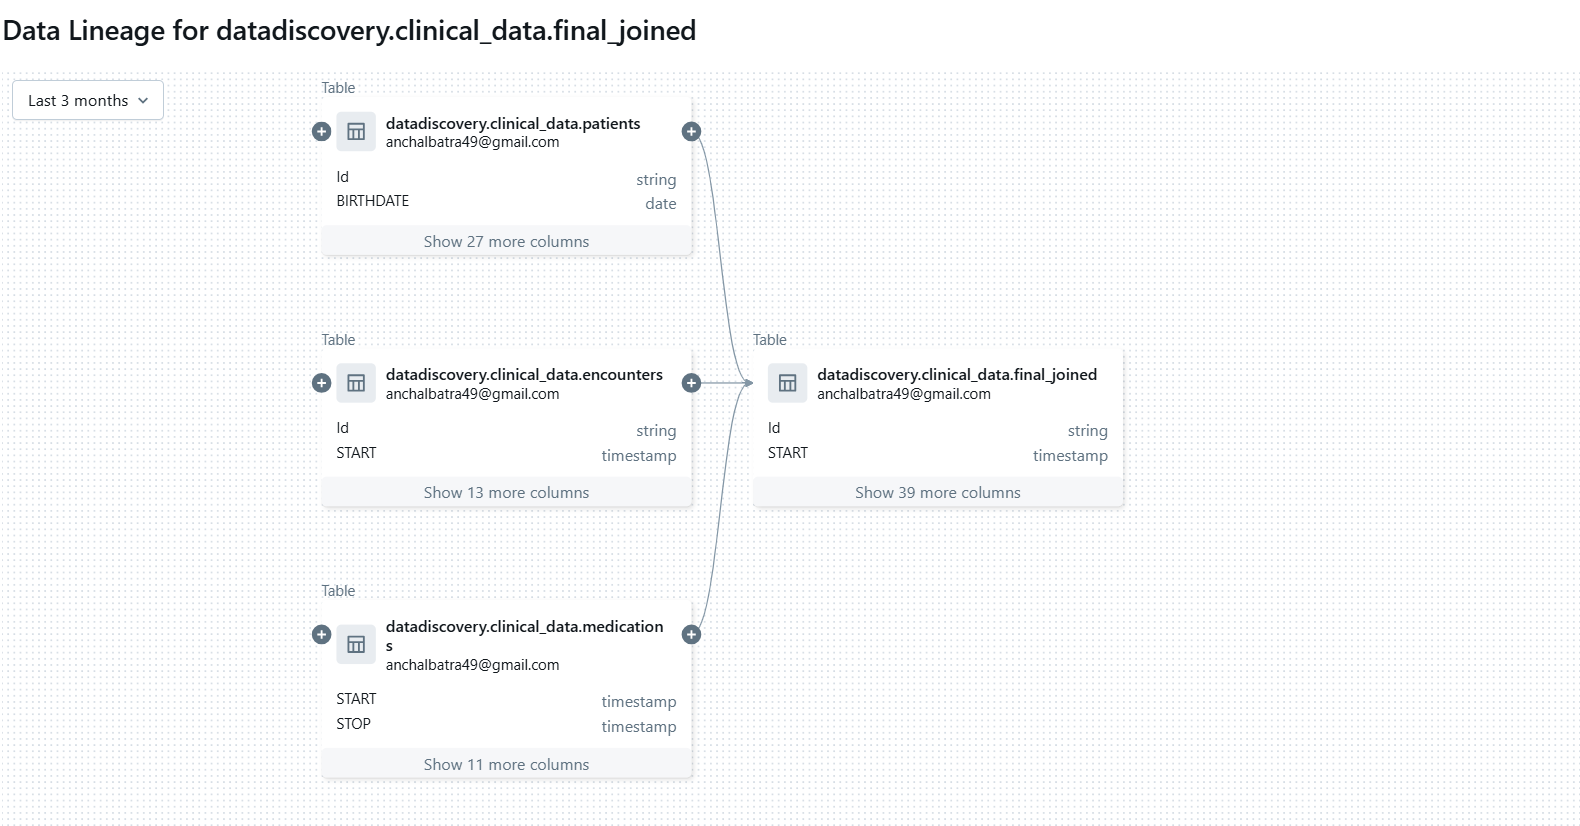 Data Lineage for datadiscovery.clinical_data.final_joined
Last 3 months
Table
datadiscovery.clinical_data.patients
anchalbatra49@gmail.com
Id string
BIRTHDATE date
Show 27 more columns
Table
datadiscovery.clinical_data.encounters
anchalbatra49@gmail.com
Id string
START timestamp
Show 13 more columns
Table
datadiscovery.clinical_data.final_joined
anchalbatra49@gmail.com
Id string
START timestamp
Show 39 more columns
Table
datadiscovery.clinical_data.medication
s
anchalbatra49@gmail.com
START timestamp
STOP timestamp
Show 11 more columns